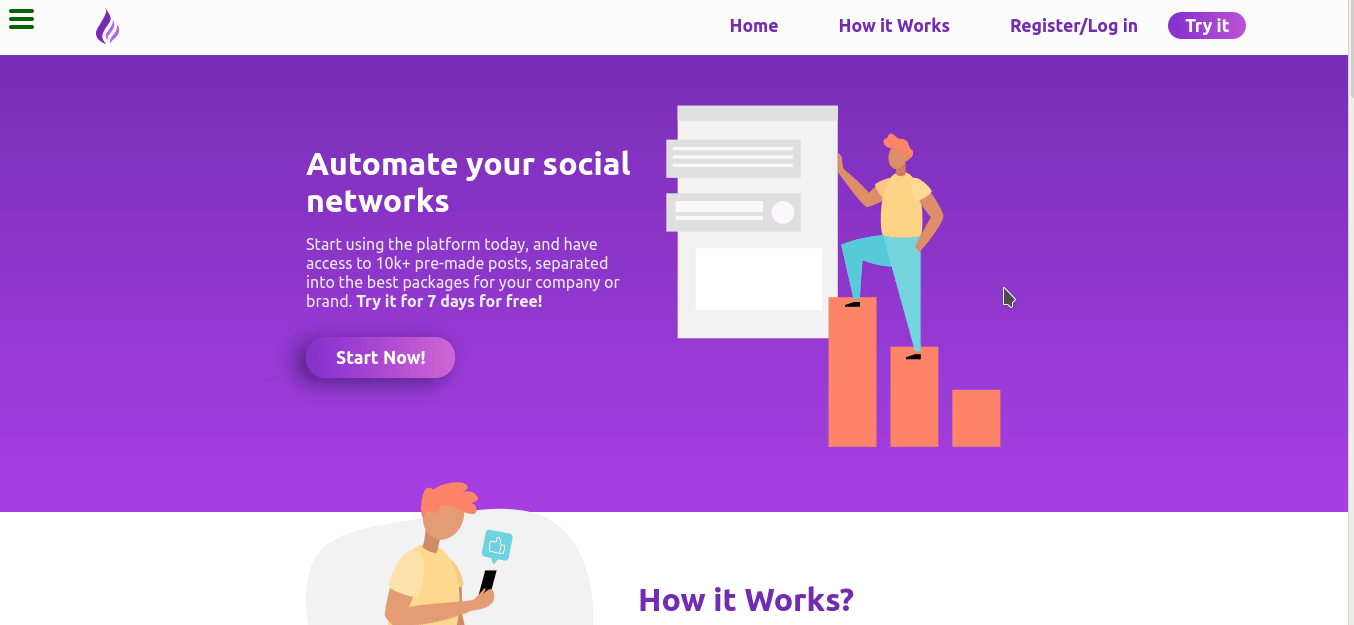 Home
How it Works
Register/Log in
Try it
Automate your social
networks
Start using the platform today, and have
access to 10k+ pre-made posts, separated
into the best packages for your company or
brand. Try it for 7 days for free!
Start Now!
How it Works?